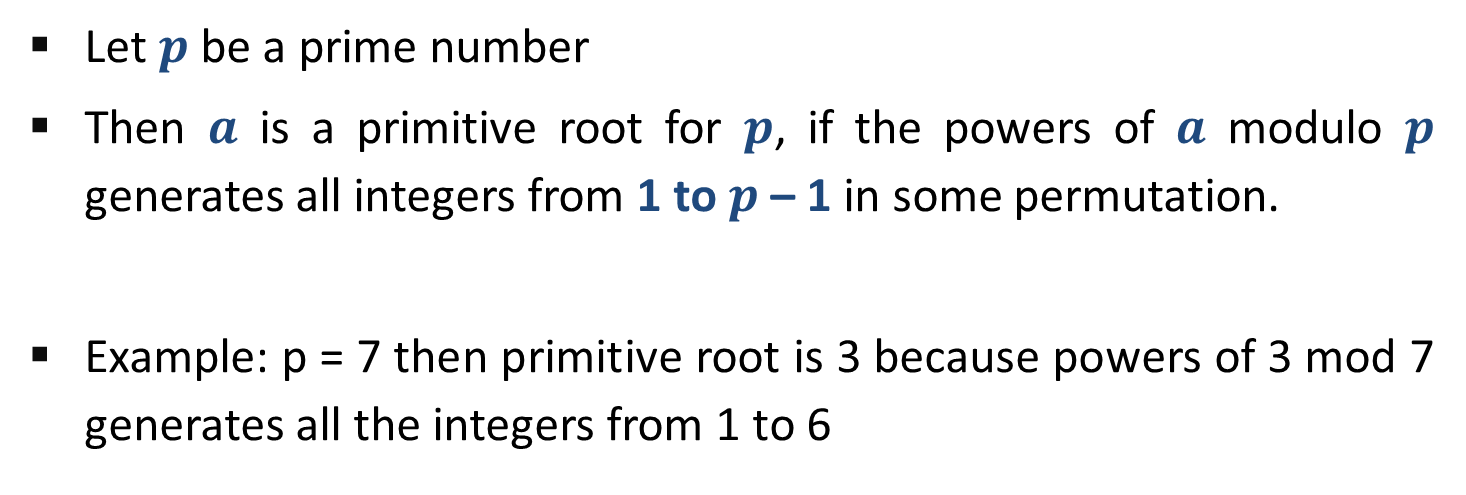 ▪ Let p be a prime number
▪ Then a is a primitive root for p, if the powers of a modulo p
generates all integers from 1 to p – 1 in some permutation.
▪ Example: p = 7 then primitive root is 3 because powers of 3 mod 7
generates all the integers from 1 to 6